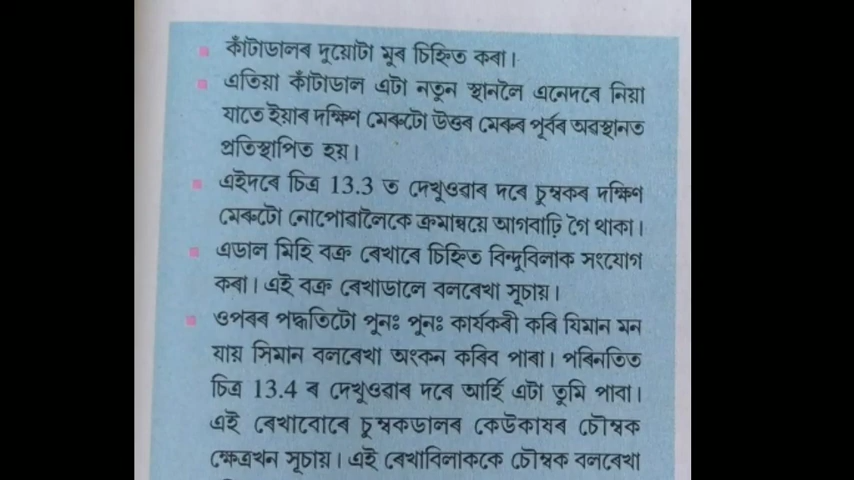 কাঁটাডালৰ দুয়োটা মুৰ চিহ্নিত কৰা।
এতিয়া কাঁটাডাল এটা নতুন স্থানলৈ এনেদৰে নিয়া
যাতে ইয়াৰ দক্ষিণ মেৰুটো উত্তৰ মেৰুৰ পূৰ্বৰ অৱস্থানত
প্ৰতিস্থাপিত হয়।
এইদৰে চিত্ৰ 13.3 ত দেখুওৱাৰ দৰে চুম্বকৰ দক্ষিণ
মেৰুটো নোপোৱালৈকে ক্ৰমান্বয়ে আগবাঢ়ি গৈ থাকা।
এডাল মিহি বক্ৰ ৰেখাৰে চিহ্নিত বিন্দুবিলাক সংযোগ
কৰা। এই বক্ৰ ৰেখাডালে বলৰেখা সূচায়।
ওপৰৰ পদ্ধতিটো পুনঃ পুনঃ কাৰ্যকৰী কৰি যিমান মন
যায় সিমান বলৰেখা অংকন কৰিব পাৰা। পৰিনতিত
চিত্ৰ 13.4 ৰ দেখুওৱাৰ দৰে আৰ্হি এটা তুমি পাবা।
এই ৰেখাবোৰে চুম্বকডালৰ কেউকাষৰ চৌম্বক
ক্ষেত্ৰখন সূচায়। এই ৰেখাবিলাককে চৌম্বক বলৰেখা